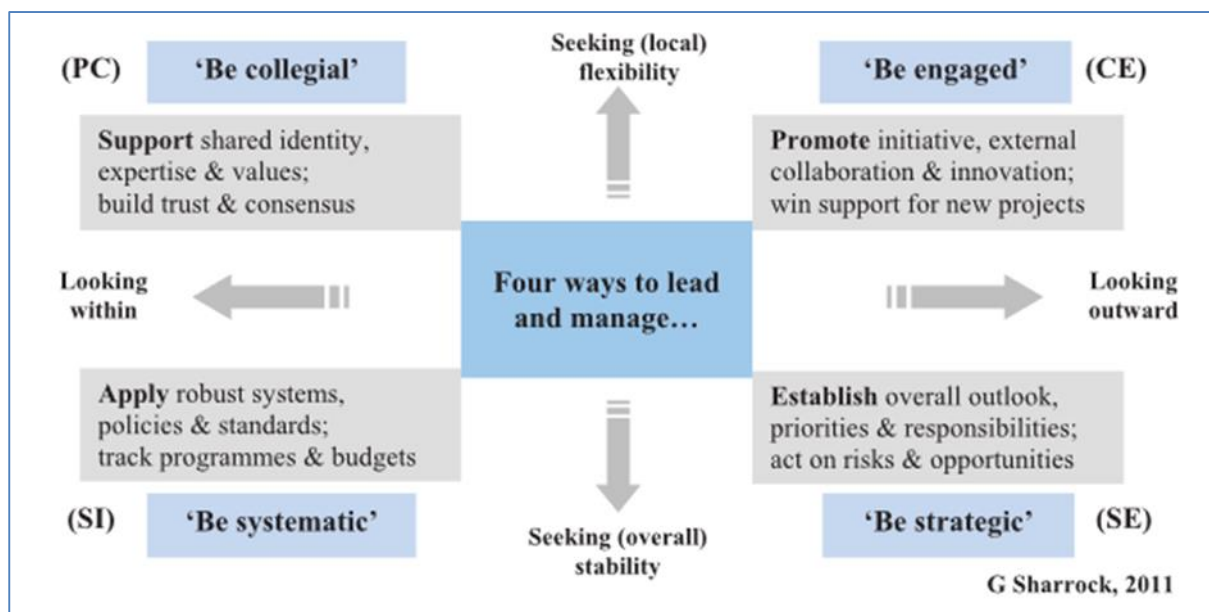 Seeking (local)
flexibility
(PC)
‘Be collegial’
‘Be engaged’
(CE)
Support shared identity,
expertise & values;
build trust & consensus
Promote initiative, external
collaboration & innovation;
win support for new projects
Looking
within
Four ways to lead
and manage…
Looking
outward
Apply robust systems,
policies & standards;
track programmes & budgets
Establish overall outlook,
priorities & responsibilities;
act on risks & opportunities
(SI)
‘Be systematic’
Seeking (overall)
stability
‘Be strategic’
(SE)
G Sharrock, 2011